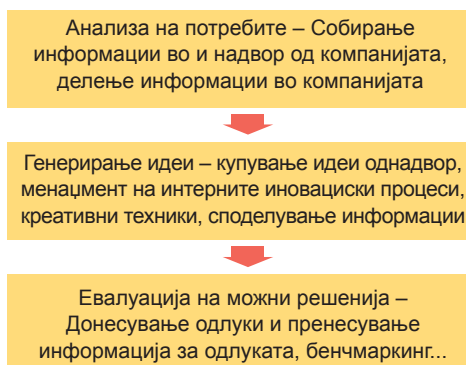 Анализа на потребите – Собирање
информации во и надвор од компанијата,
делење информации во компанијата
Генерирање идеи – купување идеи однадвор,
менаџмент на интерните иновациски процеси,
креативни техники, споделување информации
Евалуација на можни решенија –
Донесување одлуки и пренесување
информација за одлуката, бенчмаркинг...